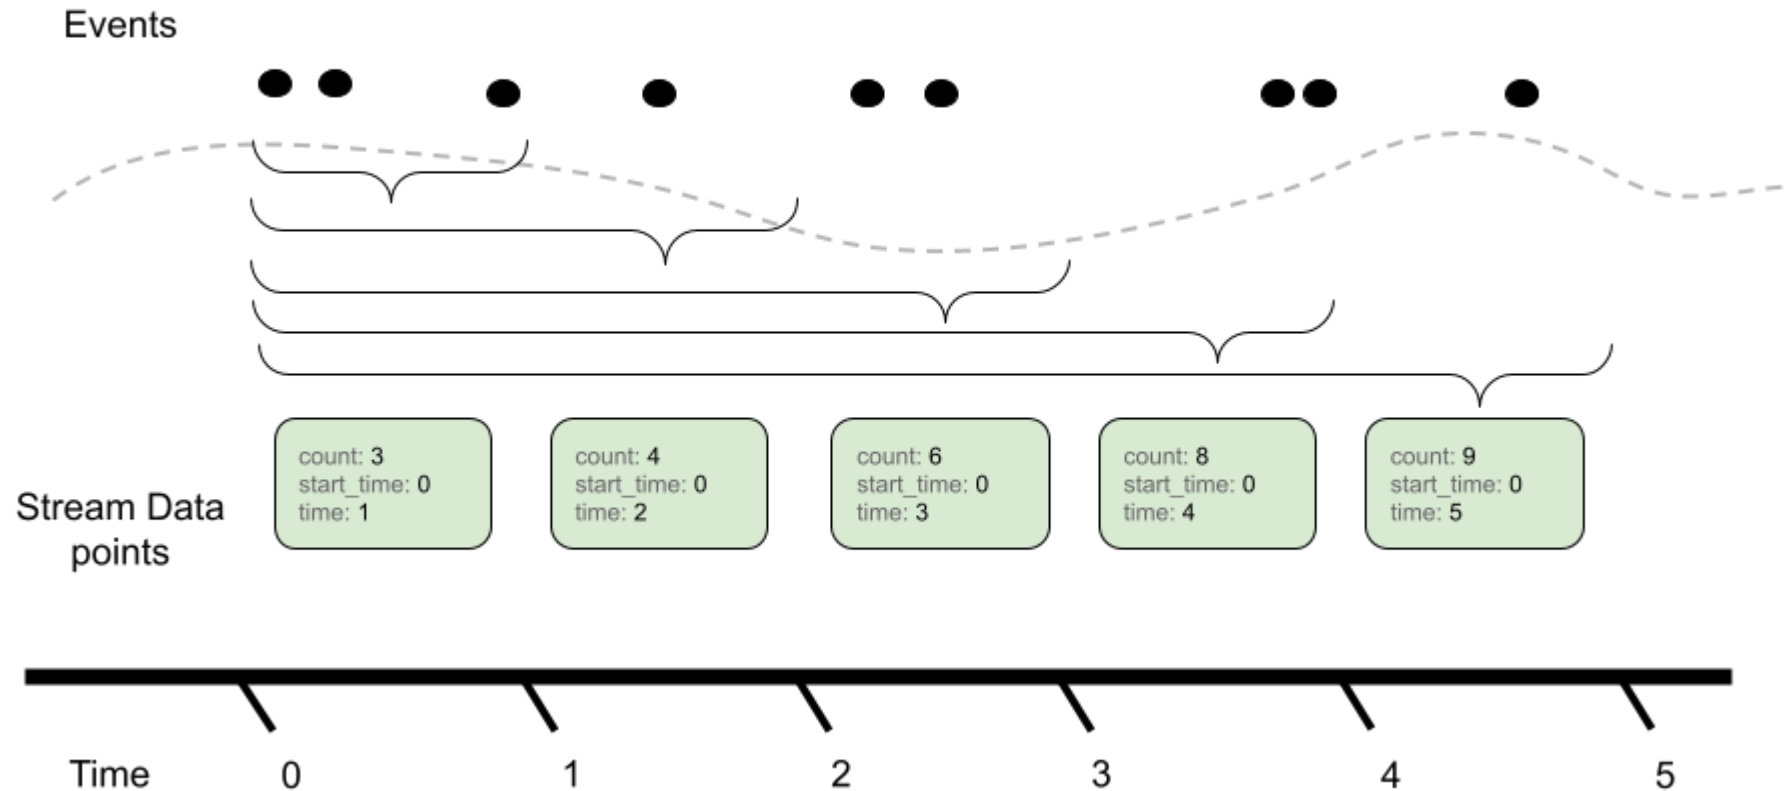 Events
count: 3
start_time: 0
time: 1
count: 4
start_time: 0
time: 2
count: 6
start_time: 0
time: 3
count: 8
start_time: 0
time: 4
count: 9
start_time: 0
time: 5
Stream Data
points
Time 0 1 2 3 4 5